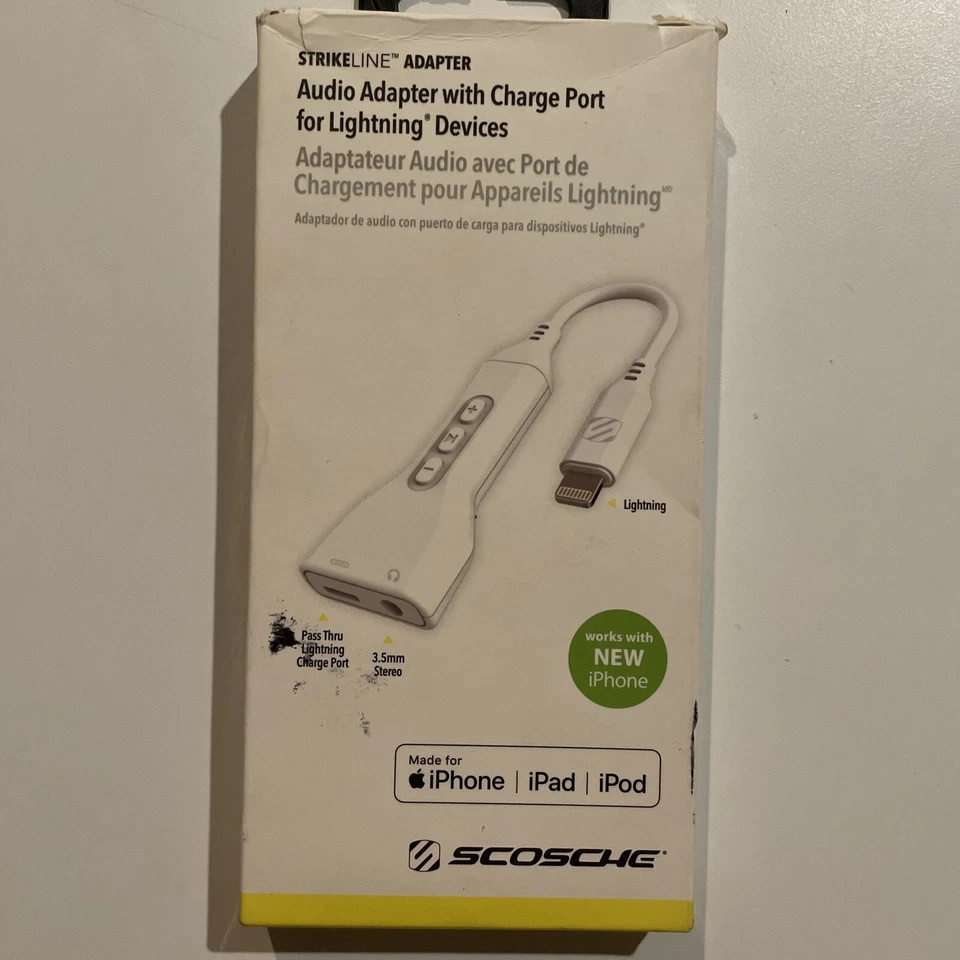 STRIKELINE™ ADAPTER
Audio Adapter with Charge Port
for Lightning® Devices
Adaptateur Audio avec Port de
Chargement pour Appareils Lightning MD
Adaptador de audio con puerto de carga para dispositivos Lightning®
Lightning
Pass Thru
Lightning
Charge Port
3.5mm
Stereo
works with
NEW
iPhone
Made for
iPhone | iPad | iPod
SCOSCHE®